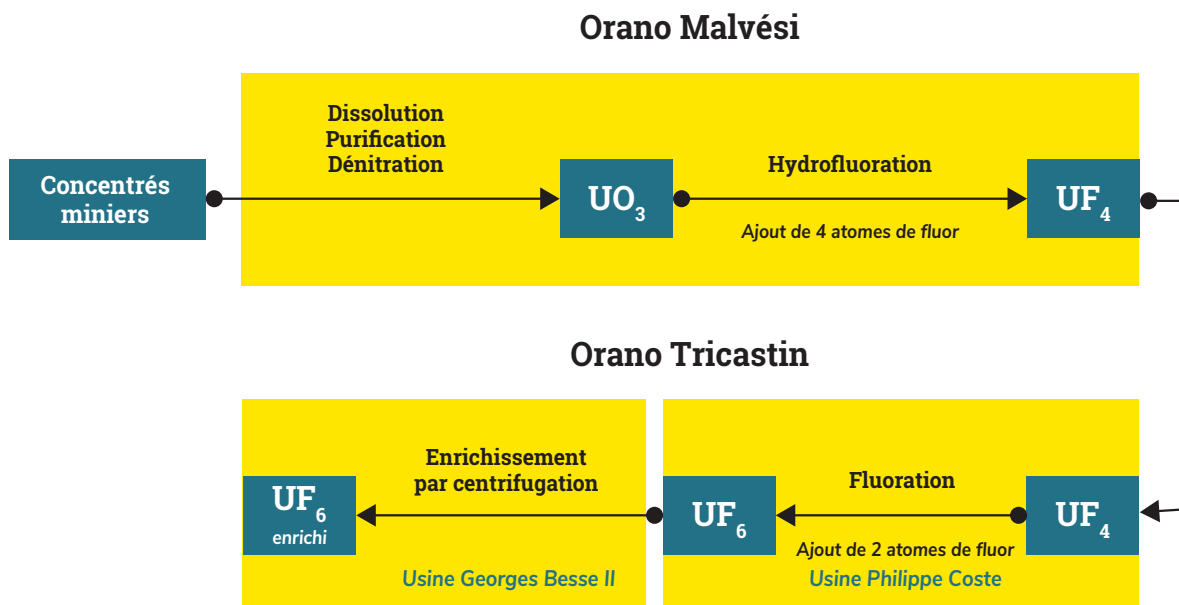 Orano Malvési
Dissolution
Purification
Dénitration
Concentrés
miniers
UO₃
Hydrofluoration
Ajout de 4 atomes de fluor
UF₄
Orano Tricastin
UF₆
enrichi
Enrichissement
par centrifugation
Usine Georges Besse II
UF₆
Fluoration
Ajout de 2 atomes de fluor
Usine Philippe Coste
UF₄